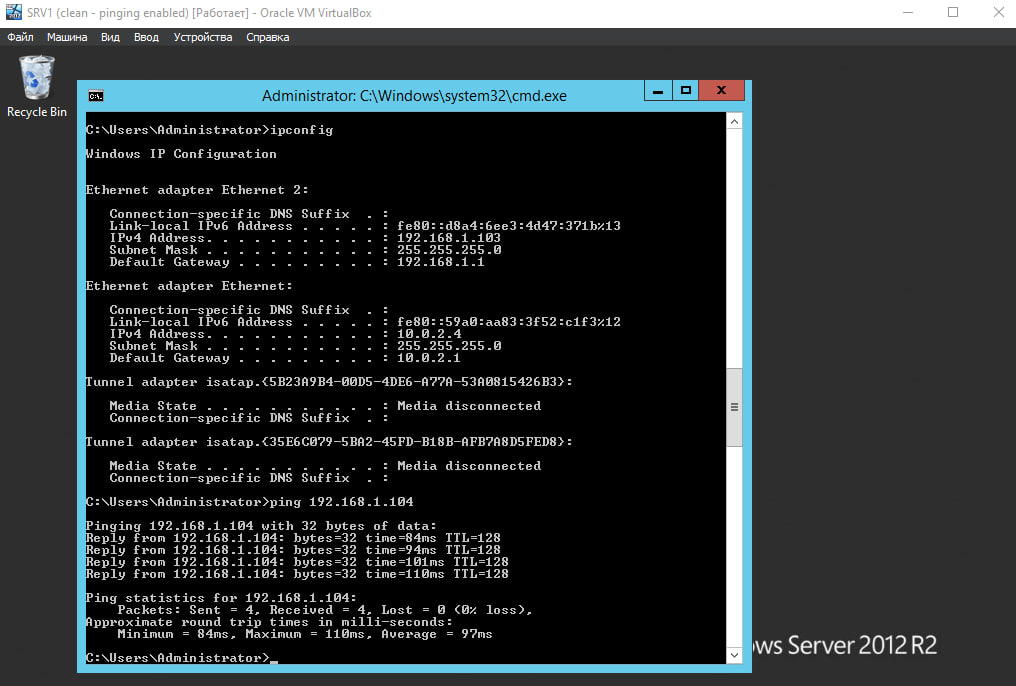 SRV1 (clean - pinging enabled) [Работает] - Oracle VM VirtualBox
Файл Машина Вид Ввод Устройства Справка
Recycle Bin
Administrator: C:\Windows\system32\cmd.exe
C:\Users\Administrator>ipconfig
Windows IP Configuration
Ethernet adapter Ethernet 2:
Connection-specific DNS Suffix . :
Link-local IPv6 Address . . . . . : fe80::d8a4:6ee3:4d47:371b%13
IPv4 Address. . . . . . . . . . . : 192.168.1.103
Subnet Mask . . . . . . . . . . . : 255.255.255.0
Default Gateway . . . . . . . . . : 192.168.1.1
Ethernet adapter Ethernet:
Connection-specific DNS Suffix . :
Link-local IPv6 Address . . . . . : fe80::59a0:aa83:3f52:c1f3%12
IPv4 Address. . . . . . . . . . . : 10.0.2.4
Subnet Mask . . . . . . . . . . . : 255.255.255.0
Default Gateway . . . . . . . . . : 10.0.2.1
Tunnel adapter isatap.{5B23A9B4-00D5-4DE6-A77A-53A0815426B3}:
Media State . . . . . . . . . . . : Media disconnected
Connection-specific DNS Suffix . :
Tunnel adapter isatap.{35E6C079-5BA2-45FD-B18B-AFB7A8D5FED8}:
Media State . . . . . . . . . . . : Media disconnected
Connection-specific DNS Suffix . :
C:\Users\Administrator>ping 192.168.1.104
Pinging 192.168.1.104 with 32 bytes of data:
Reply from 192.168.1.104: bytes=32 time=84ms TTL=128
Reply from 192.168.1.104: bytes=32 time=94ms TTL=128
Reply from 192.168.1.104: bytes=32 time=101ms TTL=128
Reply from 192.168.1.104: bytes=32 time=110ms TTL=128
Ping statistics for 192.168.1.104:
Packets: Sent = 4, Received = 4, Lost = 0 (0% loss),
Approximate round trip times in milli-seconds:
Minimum = 84ms, Maximum = 110ms, Average = 97ms
C:\Users\Administrator>_
ows Server 2012 R2